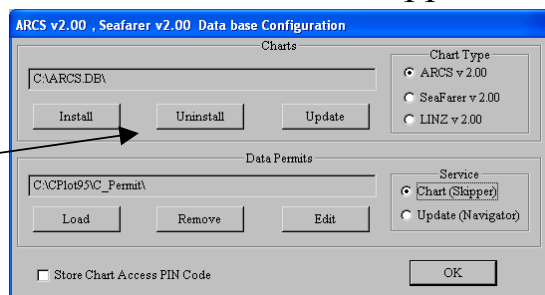 ARCS v2.00 , Seafarer v2.00 Data base Configuration
Charts
C:\ARCS.DB\
Install Uninstall Update
Chart Type
ARCS v 2.00
SeaFarer v 2.00
LINZ v 2.00
Data Permits
C:\CPlot95\C_Permit\
Load Remove Edit
Service
Chart (Skipper)
Update (Navigator)
Store Chart Access PIN Code
OK